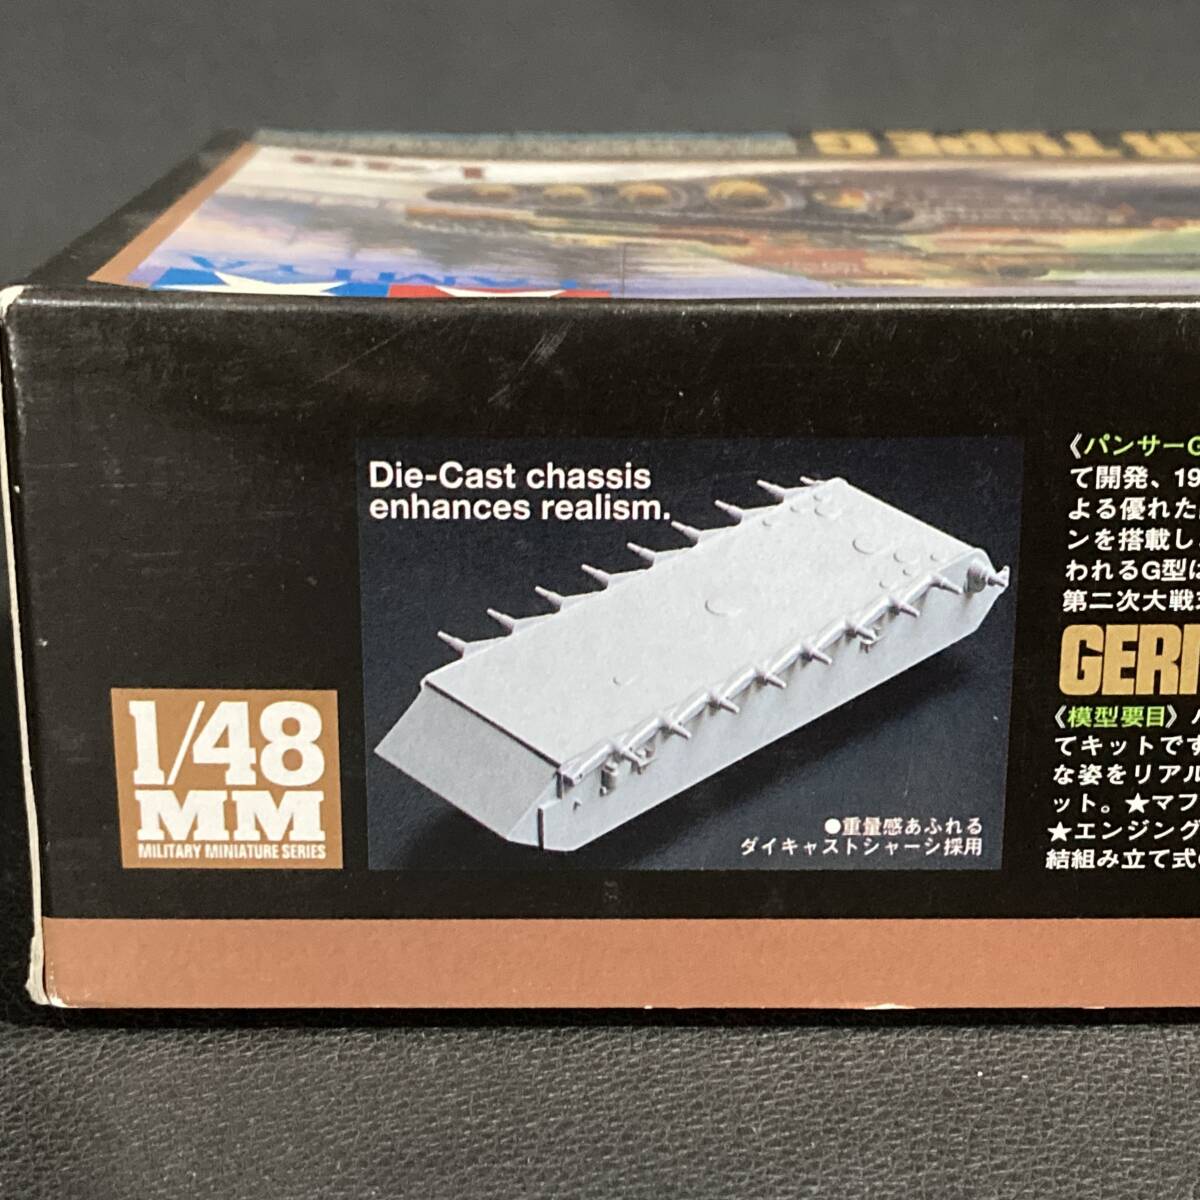 R TYPE G
Die-Cast chassis
enhances realism.
●重量感あふれる
ダイキャストシャーシ採用
1/48
MM
MILITARY MINIATURE SERIES
《パンサーG
て開発、19
よる優れた
ンを搭載し
われるG型は
第二次大戦
GER
《模型要目》
てキットです
な姿をリアル
ット。★マフ
★エンジング
結組み立て式